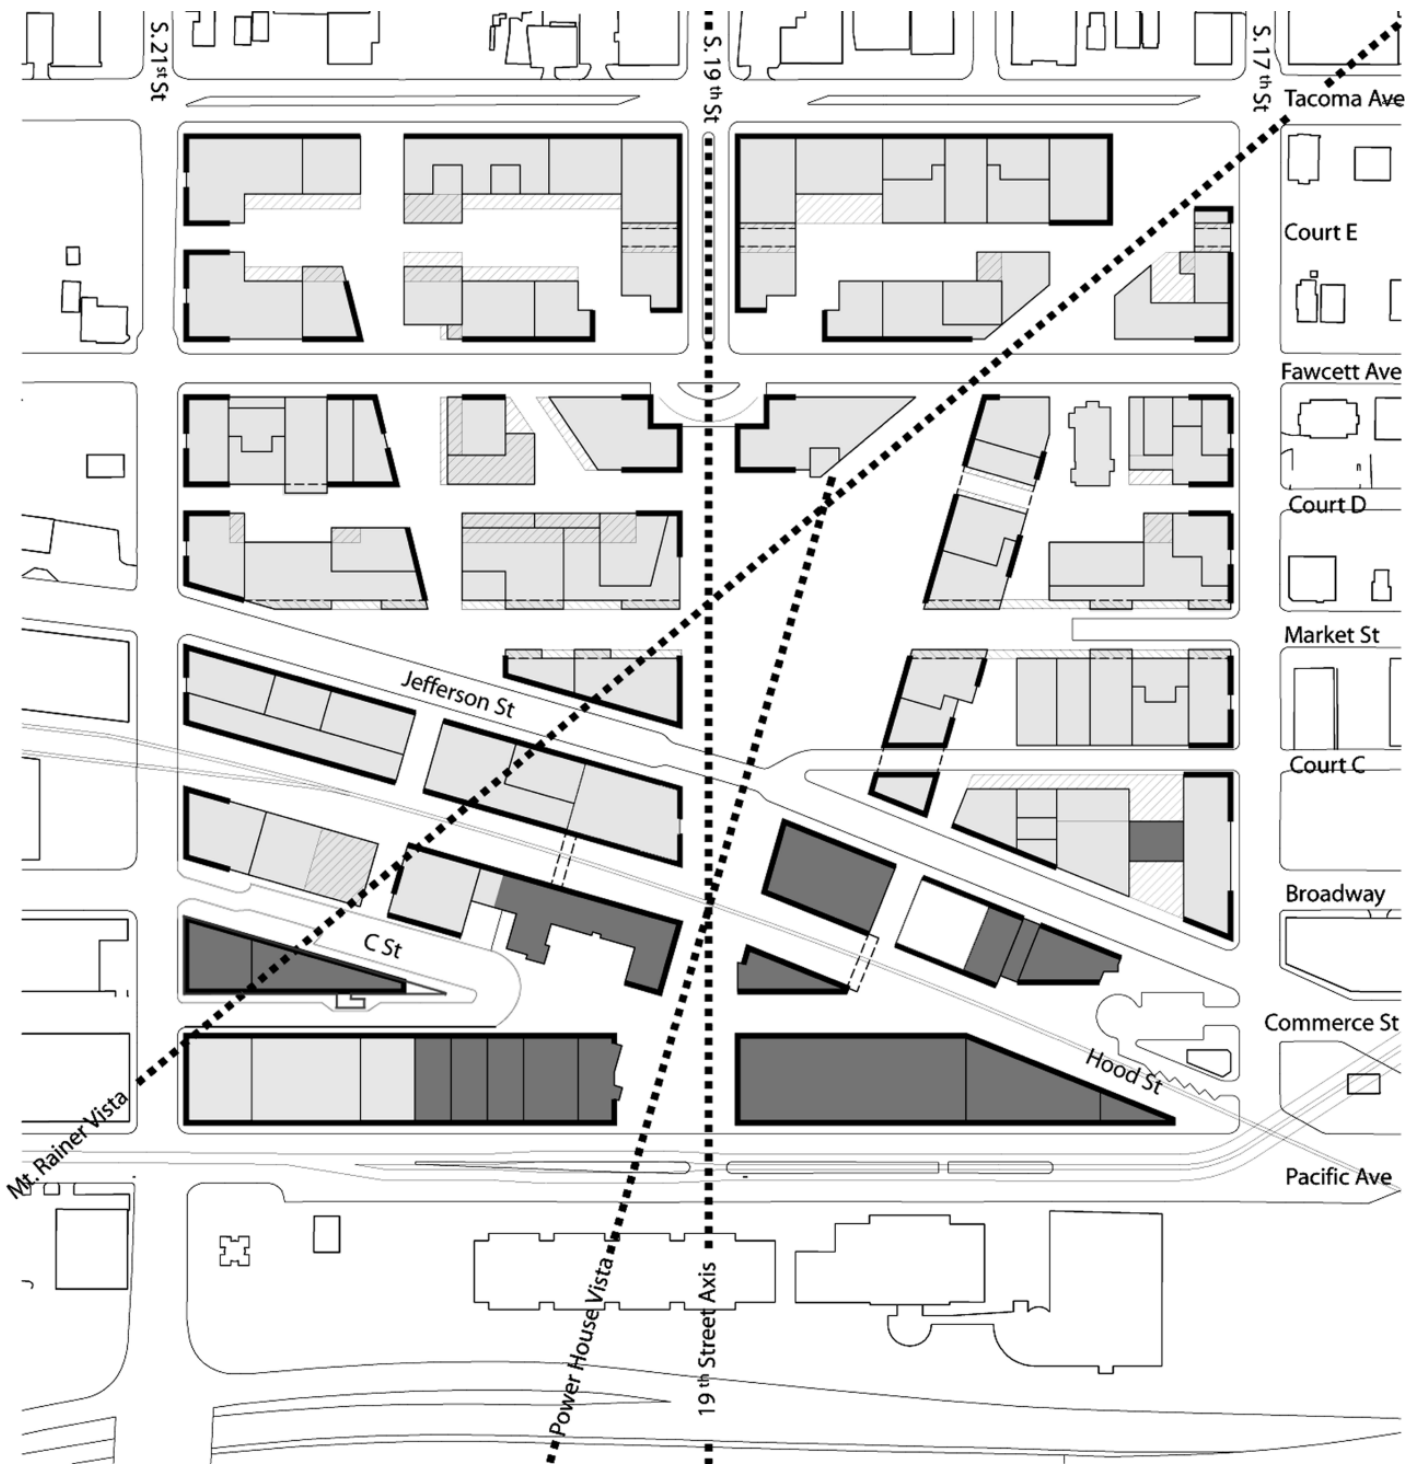 S.21st St
S.19th St
S.17th St
Tacoma Ave
Court E
Fawcett Ave
Court D
Market St
Jefferson St
Court C
Broadway
C St
Commerce St
Hood St
Mt. Rainer Vista
Pacific Ave
Power House Vista
19th Street Axis